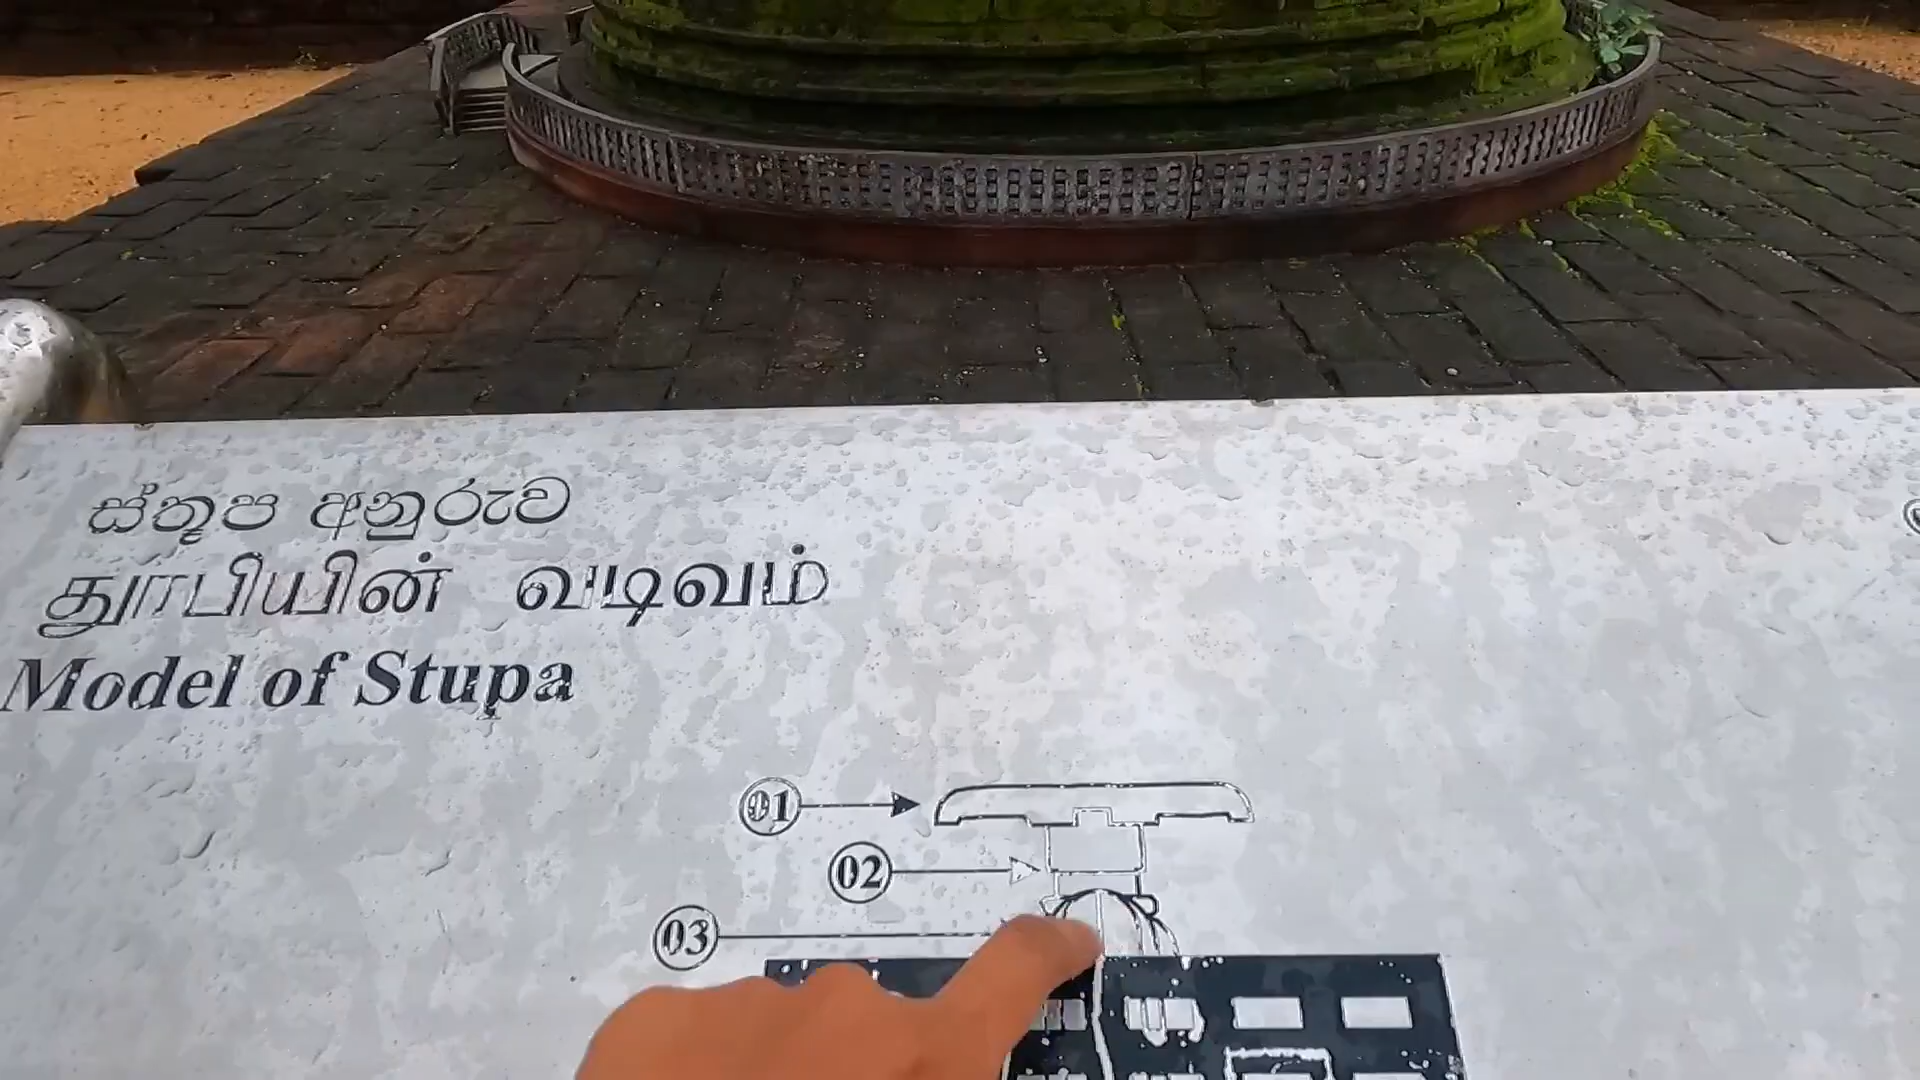 ස්තූප අනුරුව
தூபியின் வடிவம்
Model of Stupa
01
02
03